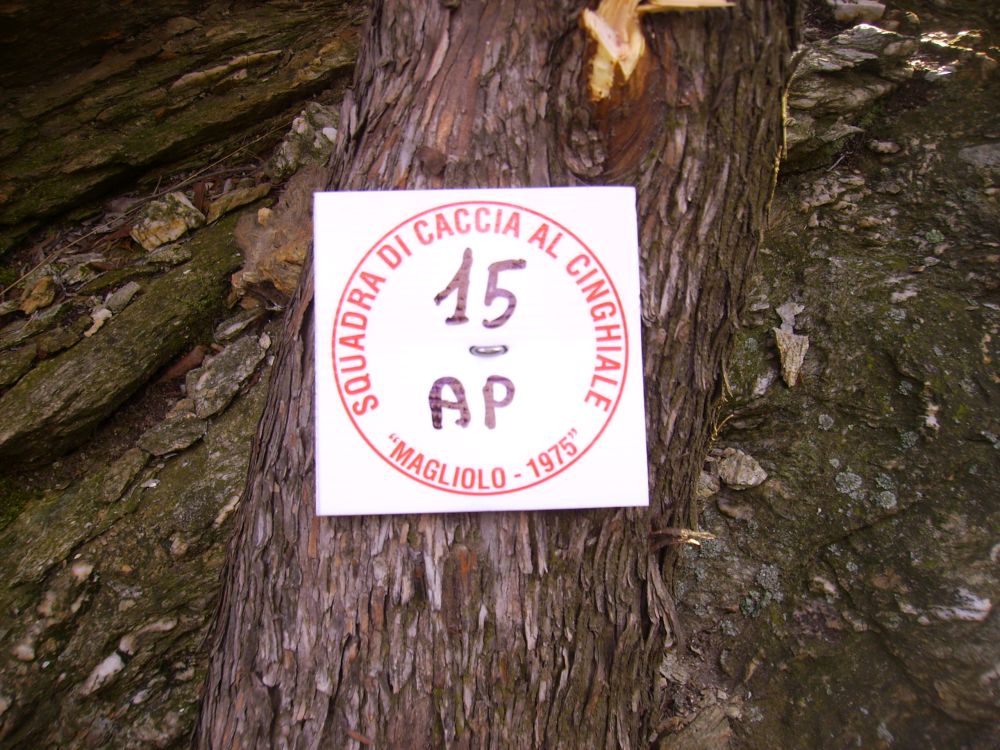 SQUADRA DI CACCIA AL CINGHIALE
15
AP
"MAGLIOLO - 1975"